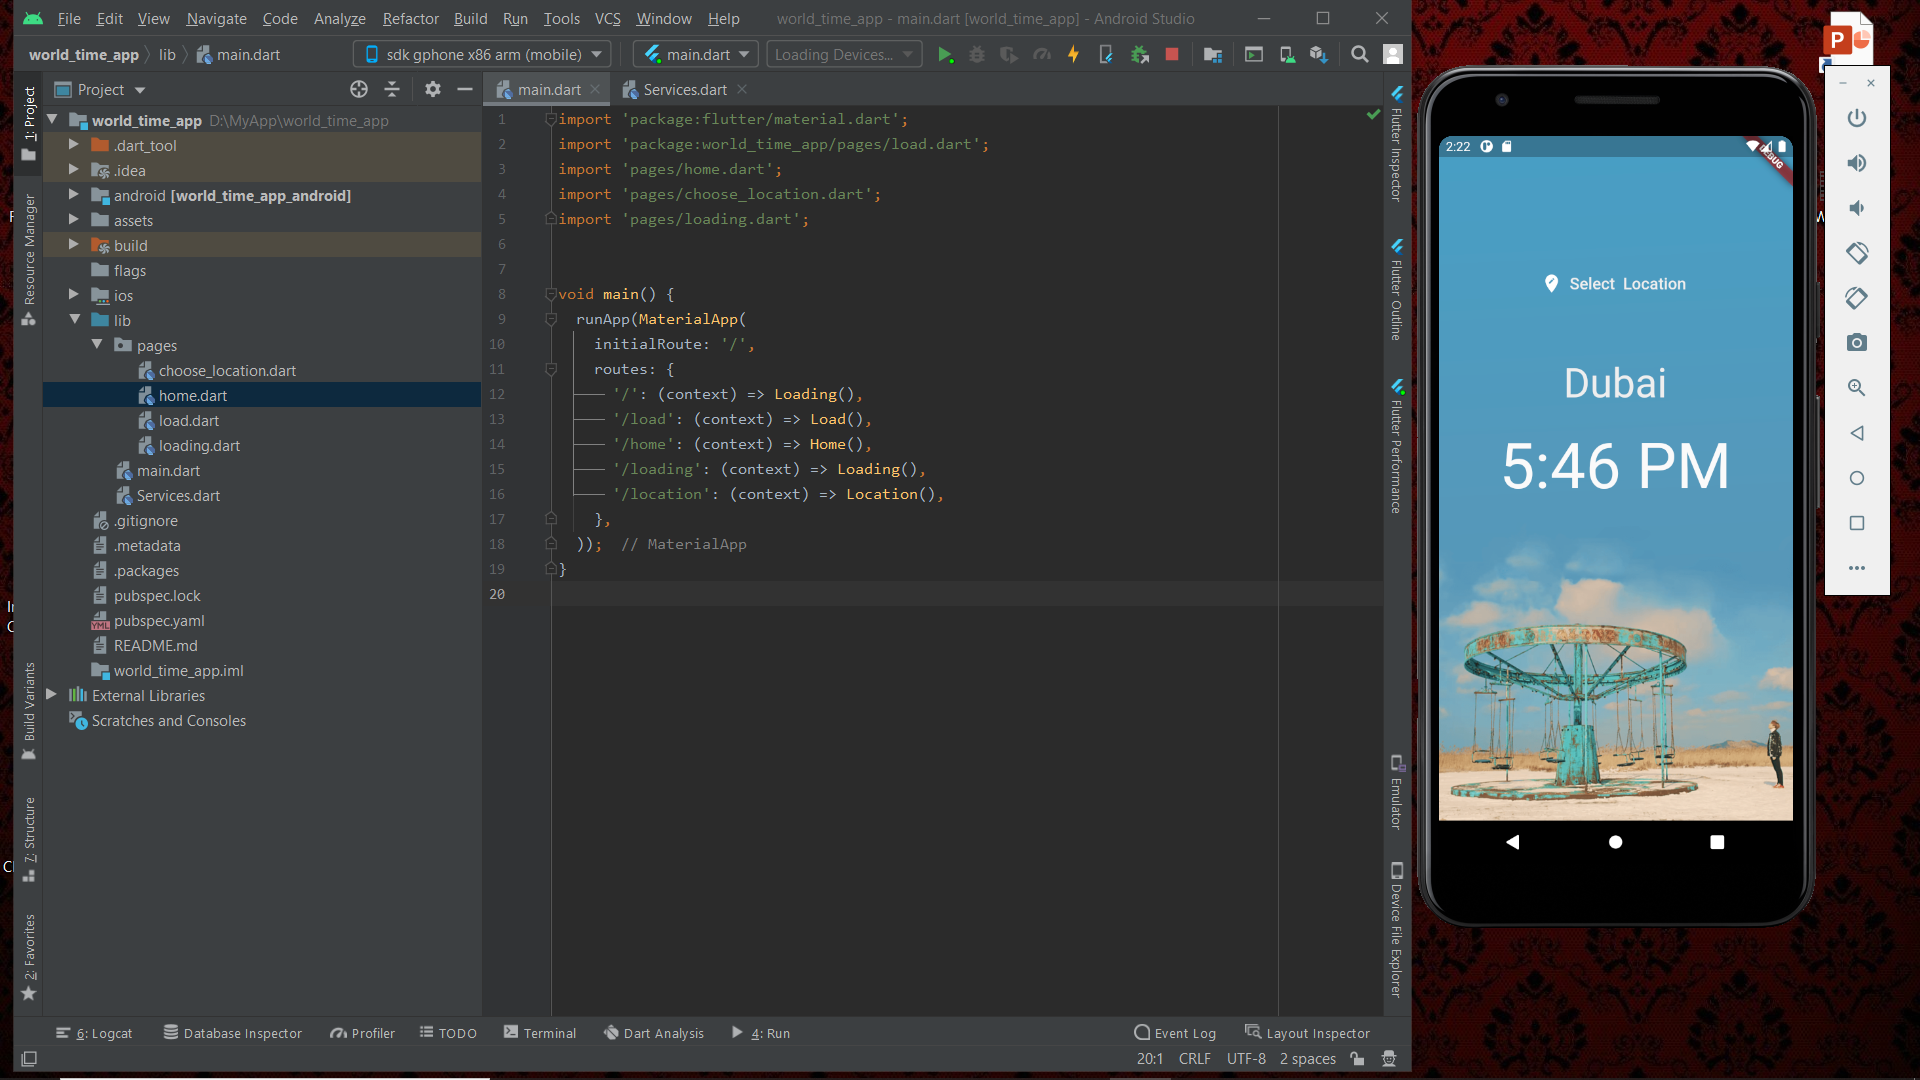 File Edit View Navigate Code Analyze Refactor Build Run Tools VCS Window Help world_time_app - main.dart [world_time_app] - Android Studio
world_time_app lib main.dart sdk gphone x86 arm (mobile) main.dart Loading Devices...
Project main.dart Services.dart
world_time_app D:\MyApp\world_time_app
.dart_tool
.idea
android [world_time_app_android]
assets
build
flags
ios
lib
pages
choose_location.dart
home.dart
load.dart
loading.dart
main.dart
Services.dart
.gitignore
.metadata
.packages
pubspec.lock
pubspec.yaml
README.md
world_time_app.iml
External Libraries
Scratches and Consoles
1: Project
Resource Manager
Build Variants
7: Structure
2: Favorites
1 import 'package:flutter/material.dart';
2 import 'package:world_time_app/pages/load.dart';
3 import 'pages/home.dart';
4 import 'pages/choose_location.dart';
5 import 'pages/loading.dart';
6
7
8 void main() {
9 runApp(MaterialApp(
10 initialRoute: '/',
11 routes: {
12 '/': (context) => Loading(),
13 '/load': (context) => Load(),
14 '/home': (context) => Home(),
15 '/loading': (context) => Loading(),
16 '/location': (context) => Location(),
17 },
18 )); // MaterialApp
19 }
20
Flutter Inspector
Flutter Outline
Flutter Performance
Emulator
Device File Explorer
6: Logcat Database Inspector Profiler TODO Terminal Dart Analysis 4: Run Event Log Layout Inspector
20:1 CRLF UTF-8 2 spaces
2:22
DEBUG
Select Location
Dubai
5:46 PM
P